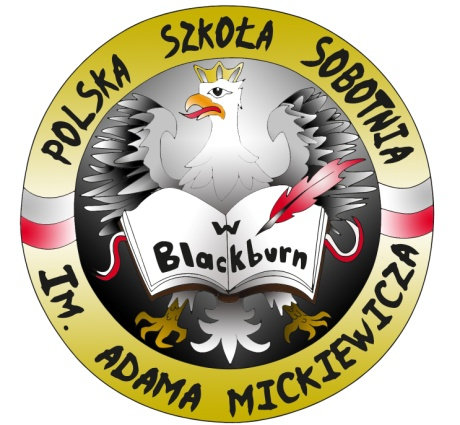 POLSKA SZKOŁA SOBOTNIA
w
Blackburn
IM. ADAMA MICKIEWICZA